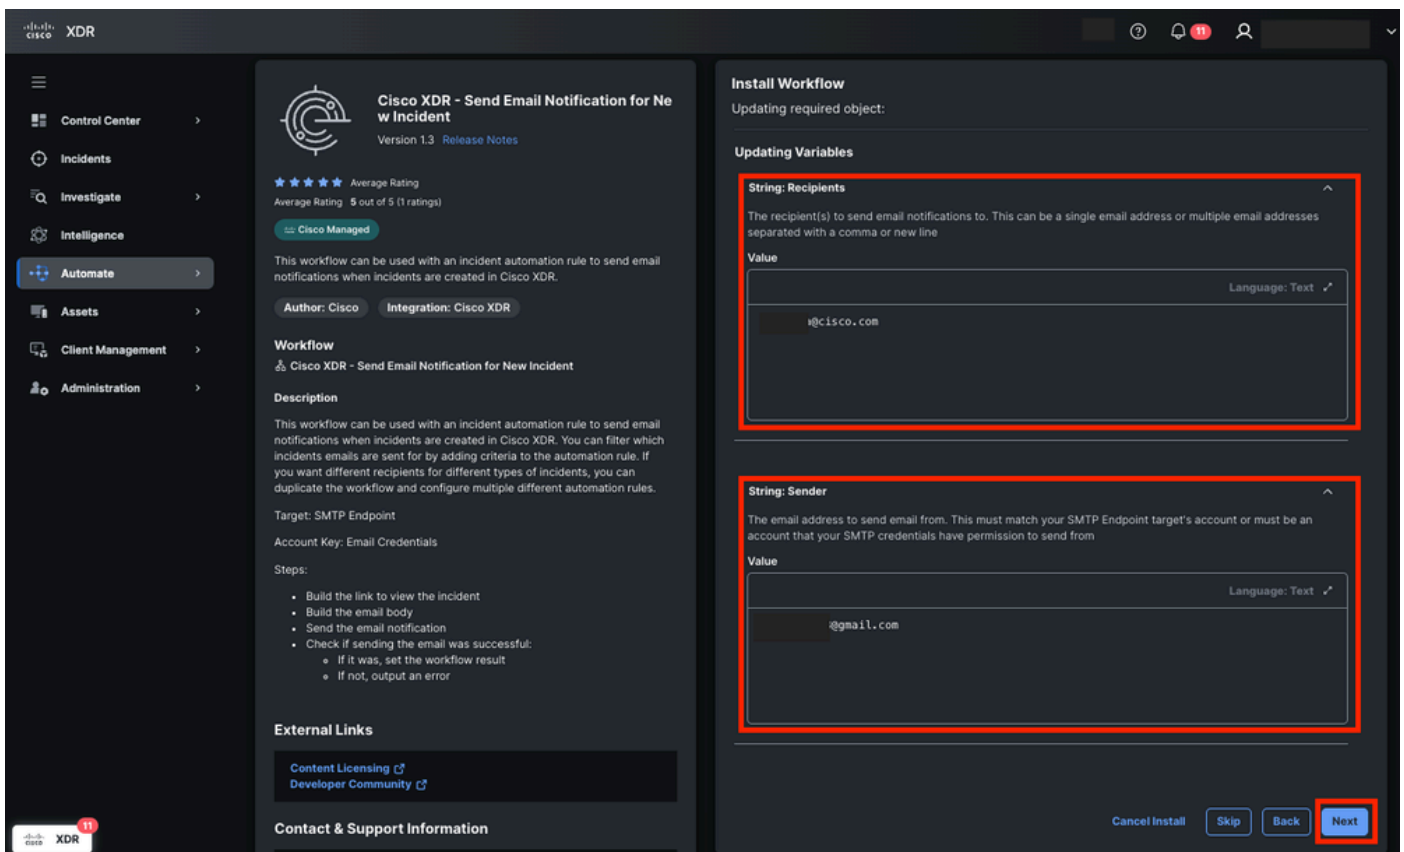 CISCO XDR
11
Control Center
Incidents
Investigate
Intelligence
Automate
Assets
Client Management
Administration
11
CISCO XDR
Cisco XDR - Send Email Notification for Ne
w Incident
Version 1.3 Release Notes
Average Rating
Average Rating 5 out of 5 (1 ratings)
Cisco Managed
This workflow can be used with an incident automation rule to send email
notifications when incidents are created in Cisco XDR.
Author: Cisco Integration: Cisco XDR
Workflow
Cisco XDR - Send Email Notification for New Incident
Description
This workflow can be used with an incident automation rule to send email
notifications when incidents are created in Cisco XDR. You can filter which
incidents emails are sent for by adding criteria to the automation rule. If
you want different recipients for different types of incidents, you can
duplicate the workflow and configure multiple different automation rules.
Target: SMTP Endpoint
Account Key: Email Credentials
Steps:
• Build the link to view the incident
• Build the email body
• Send the email notification
• Check if sending the email was successful:
If it was, set the workflow result
If not, output an error
External Links
Content Licensing
Developer Community
Contact & Support Information
Install Workflow
Updating required object:
Updating Variables
String: Recipients
The recipient(s) to send email notifications to. This can be a single email address or multiple email addresses
separated with a comma or new line
Value
Language: Text
@cisco.com
String: Sender
The email address to send email from. This must match your SMTP Endpoint target's account or must be an
account that your SMTP credentials have permission to send from
Value
Language: Text
@gmail.com
Cancel Install Skip Back Next